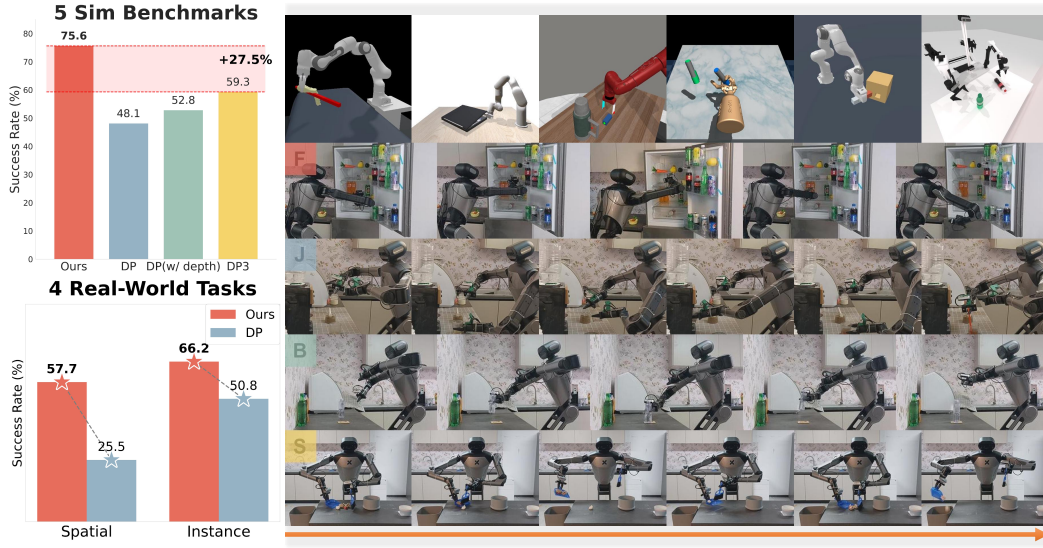 5 Sim Benchmarks
Success Rate (%)
80
70
60
50
40
30
20
10
0
75.6
48.1
52.8
59.3
+27.5%
Ours
DP
DP(w/ depth)
DP3
4 Real-World Tasks
Success Rate (%)
Ours
DP
57.7
25.5
66.2
50.8
Spatial
Instance
F
J
B
S